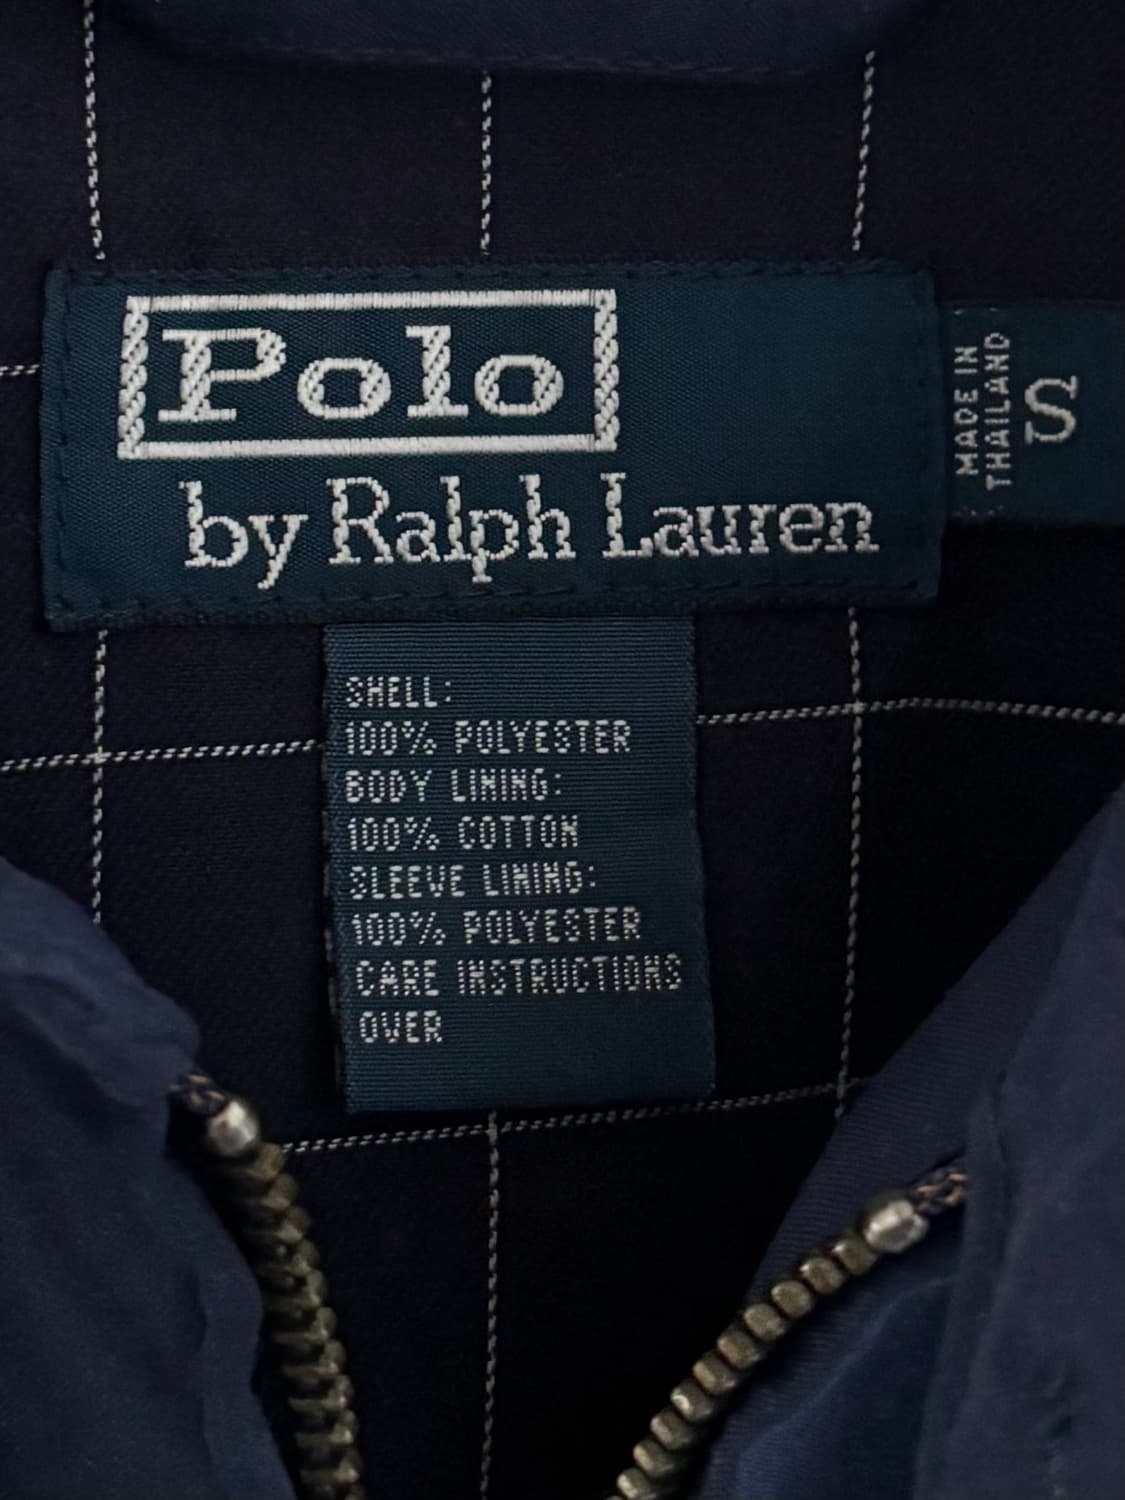 Polo
by Ralph Lauren
MADE IN
THAILAND
S
SHELL:
100% POLYESTER
BODY LINING:
100% COTTON
SLEEVE LINING:
100% POLYESTER
CARE INSTRUCTIONS
OVER